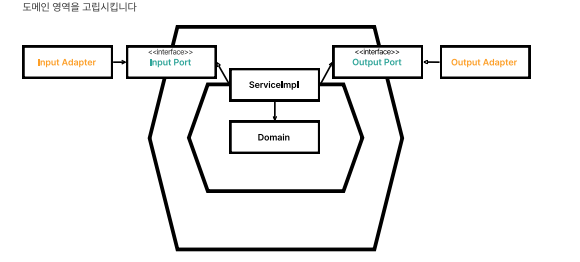 도메인 영역을 고립시킵니다
<<interface>>
Input Port
<<interface>>
Output Port
Input Adapter
Output Adapter
ServiceImpl
Domain